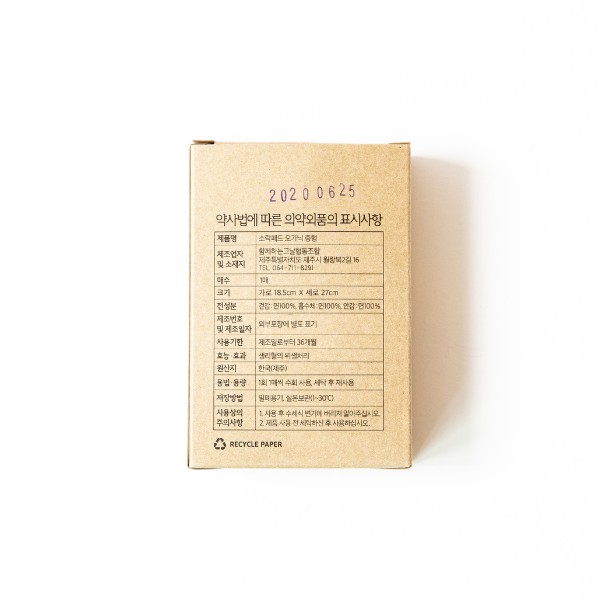 2020 0625
약사법에 따른 의약외품의 표시사항
제품명 소락패드 오가닉 중형
제조업자 및 소재지 함께하는그날협동조합
제주특별자치도 제주시 월랑북2길 16
TEL. 064-711-8291
매수 1매
크기 가로 18.5cm X 세로 27cm
전성분 겉감:면100%, 흡수체:면100%, 안감:면100%
제조번호 및 제조일자 외부포장에 별도 표기
사용기한 제조일로부터 36개월
효능·효과 생리혈의 위생처리
원산지 한국(제주)
용법·용량 1회 1매씩 수회 사용, 세탁 후 재사용
저장방법 밀폐용기, 실온보관(1~30℃)
사용상의 주의사항 1. 사용 후 수세식 변기에 버리지 말아주십시오.
2. 제품 사용 전 세탁하신 후 사용하십시오.
RECYCLE PAPER